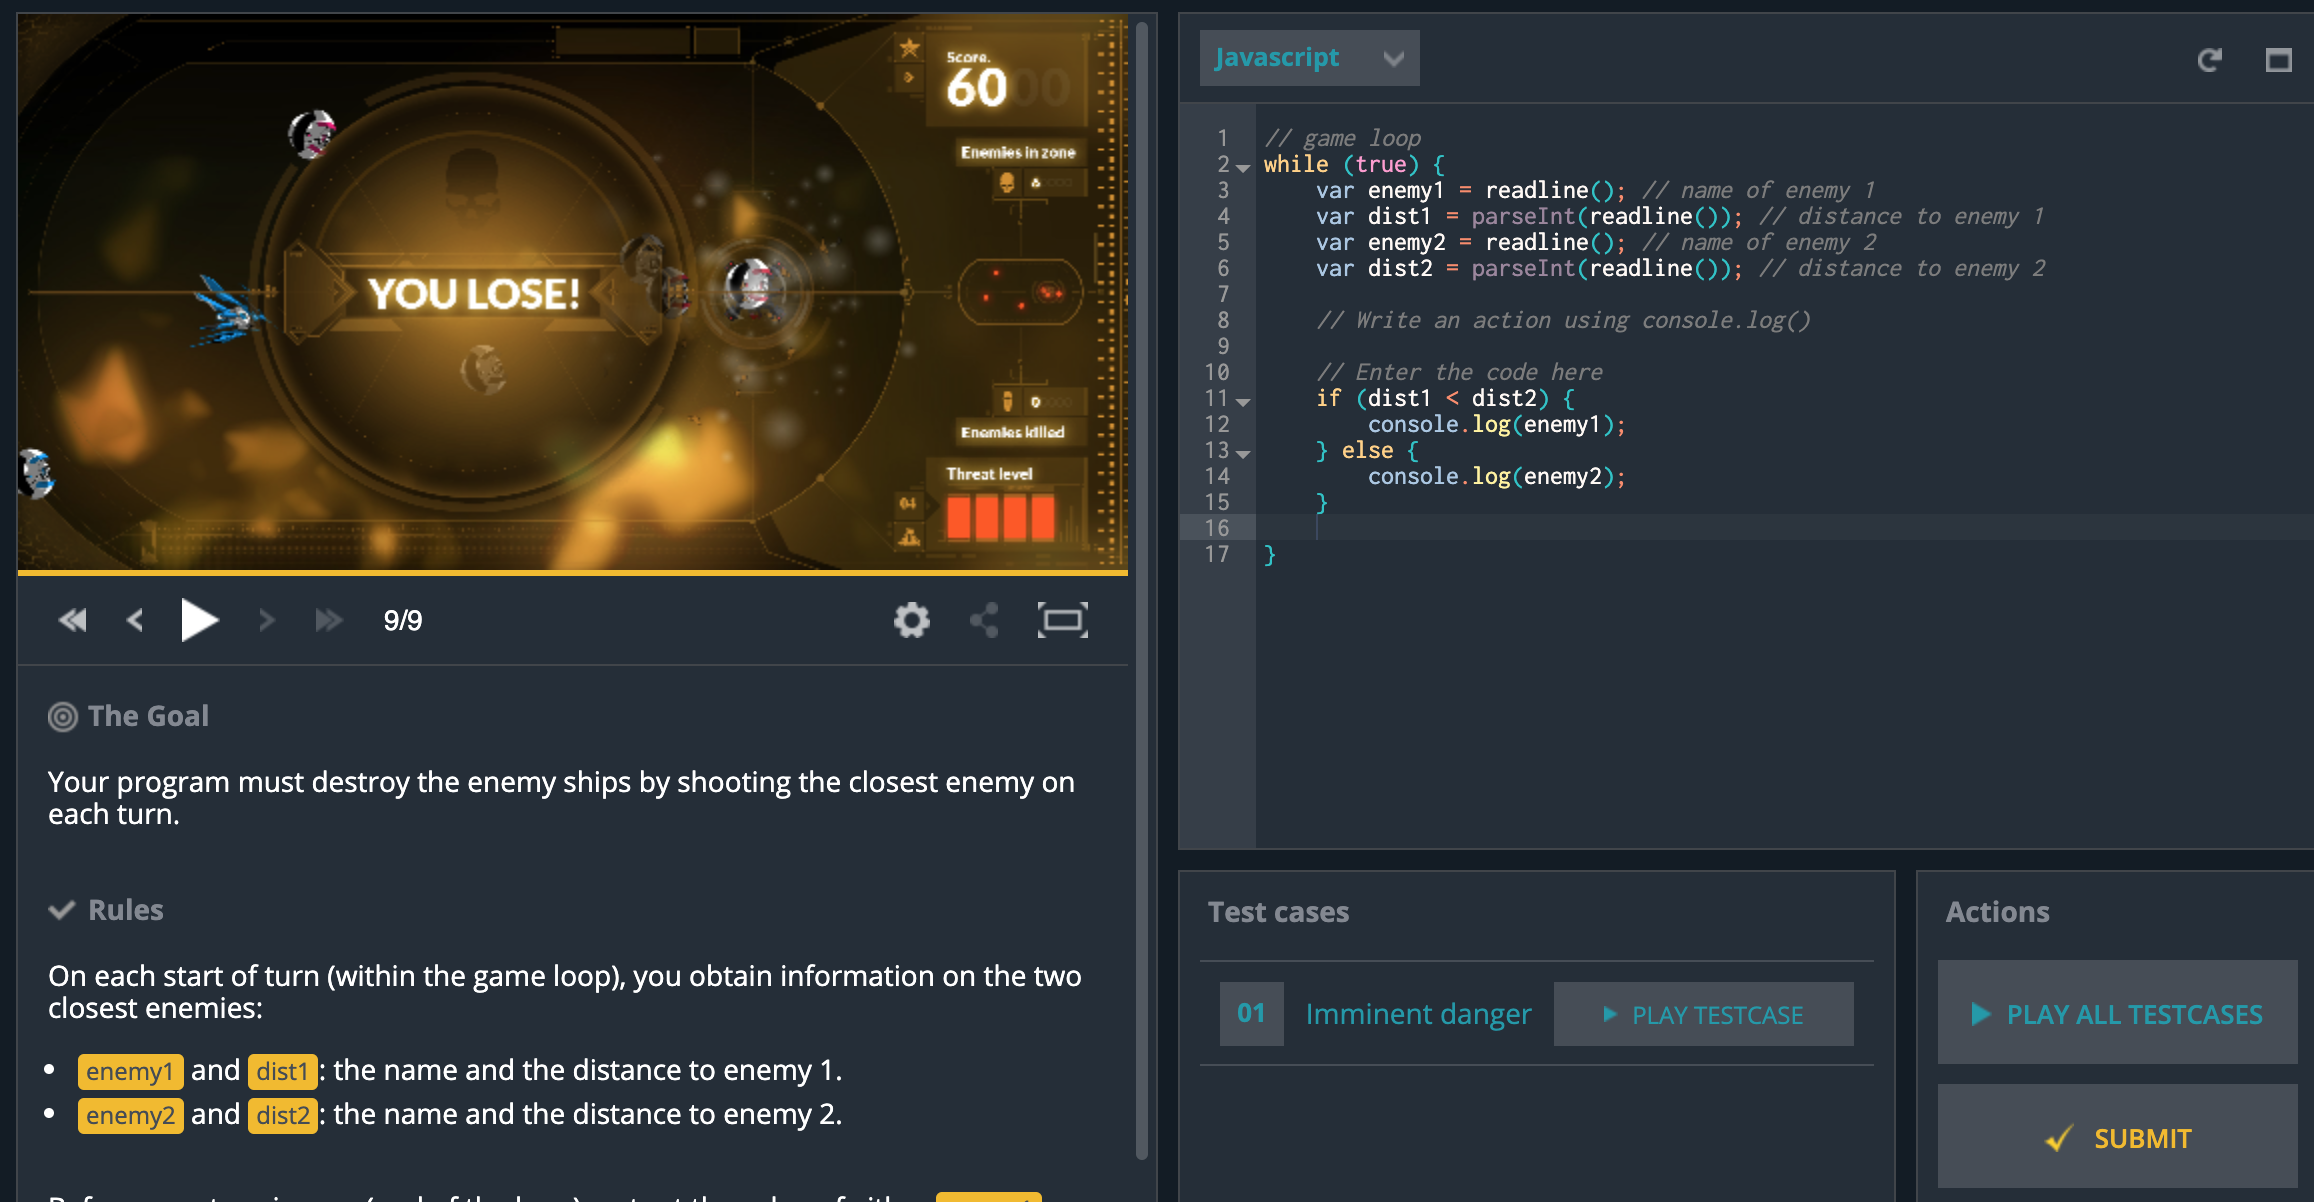 Score.
6000
Enemies in zone
YOU LOSE!
Enemies killed
Threat level
04
9/9
The Goal
Your program must destroy the enemy ships by shooting the closest enemy on
each turn.
Rules
On each start of turn (within the game loop), you obtain information on the two
closest enemies:
• enemy1 and dist1: the name and the distance to enemy 1.
• enemy2 and dist2: the name and the distance to enemy 2.
Javascript
1 // game loop
2 while (true) {
3 var enemy1 = readline(); // name of enemy 1
4 var dist1 = parseInt(readline()); // distance to enemy 1
5 var enemy2 = readline(); // name of enemy 2
6 var dist2 = parseInt(readline()); // distance to enemy 2
7
8 // Write an action using console.log()
9
10 // Enter the code here
11 if (dist1 < dist2) {
12 console.log(enemy1);
13 } else {
14 console.log(enemy2);
15 }
16
17 }
Test cases
01 Imminent danger PLAY TESTCASE
Actions
PLAY ALL TESTCASES
SUBMIT